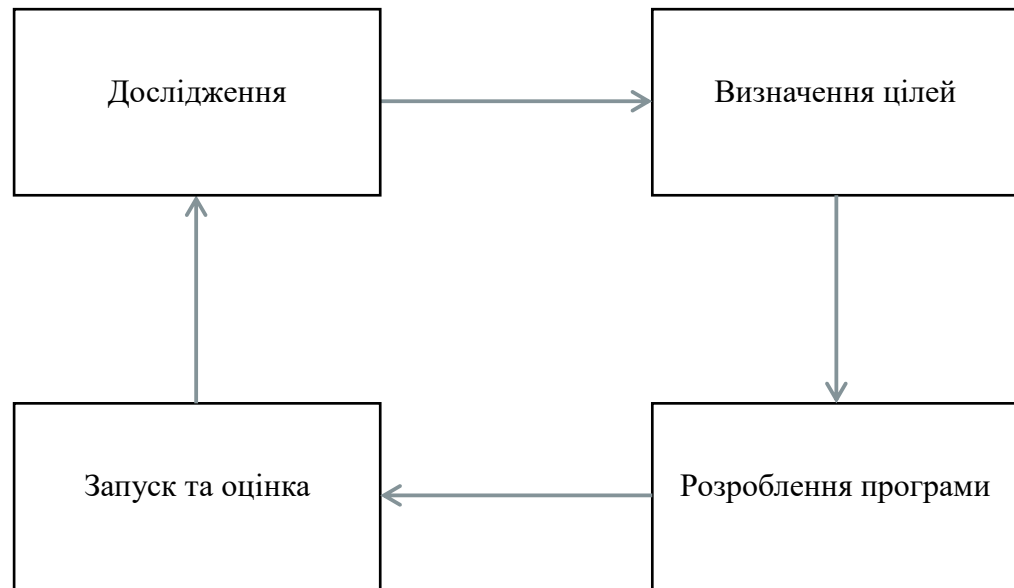 Дослідження
Визначення цілей
Запуск та оцінка
Розроблення програми